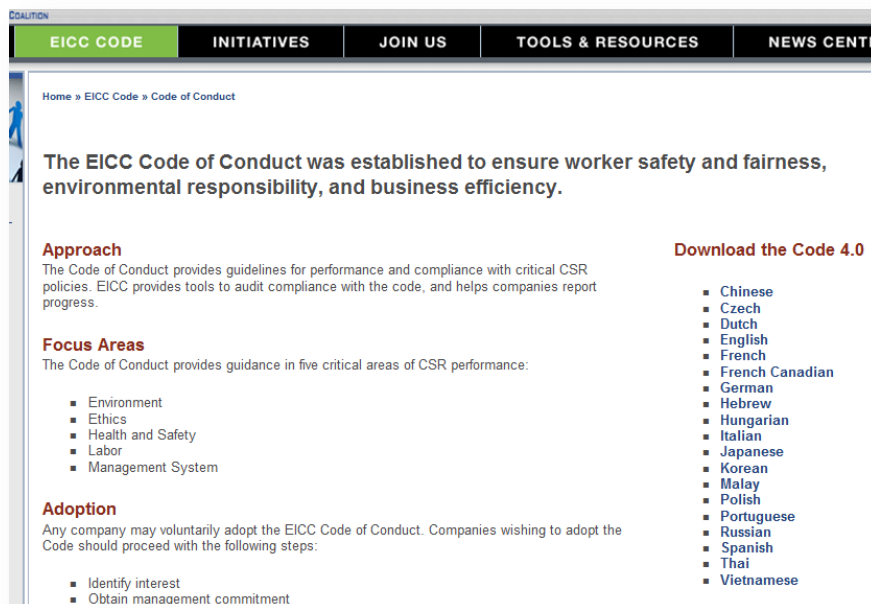 COALITION
EICC CODE INITIATIVES JOIN US TOOLS & RESOURCES NEWS CENT
Home » EICC Code » Code of Conduct
The EICC Code of Conduct was established to ensure worker safety and fairness,
environmental responsibility, and business efficiency.
Approach
The Code of Conduct provides guidelines for performance and compliance with critical CSR
policies. EICC provides tools to audit compliance with the code, and helps companies report
progress.
Focus Areas
The Code of Conduct provides guidance in five critical areas of CSR performance:
Environment
Ethics
Health and Safety
Labor
Management System
Adoption
Any company may voluntarily adopt the EICC Code of Conduct. Companies wishing to adopt the
Code should proceed with the following steps:
Identify interest
Obtain management commitment
Download the Code 4.0
Chinese
Czech
Dutch
English
French
French Canadian
German
Hebrew
Hungarian
Italian
Japanese
Korean
Malay
Polish
Portuguese
Russian
Spanish
Thai
Vietnamese